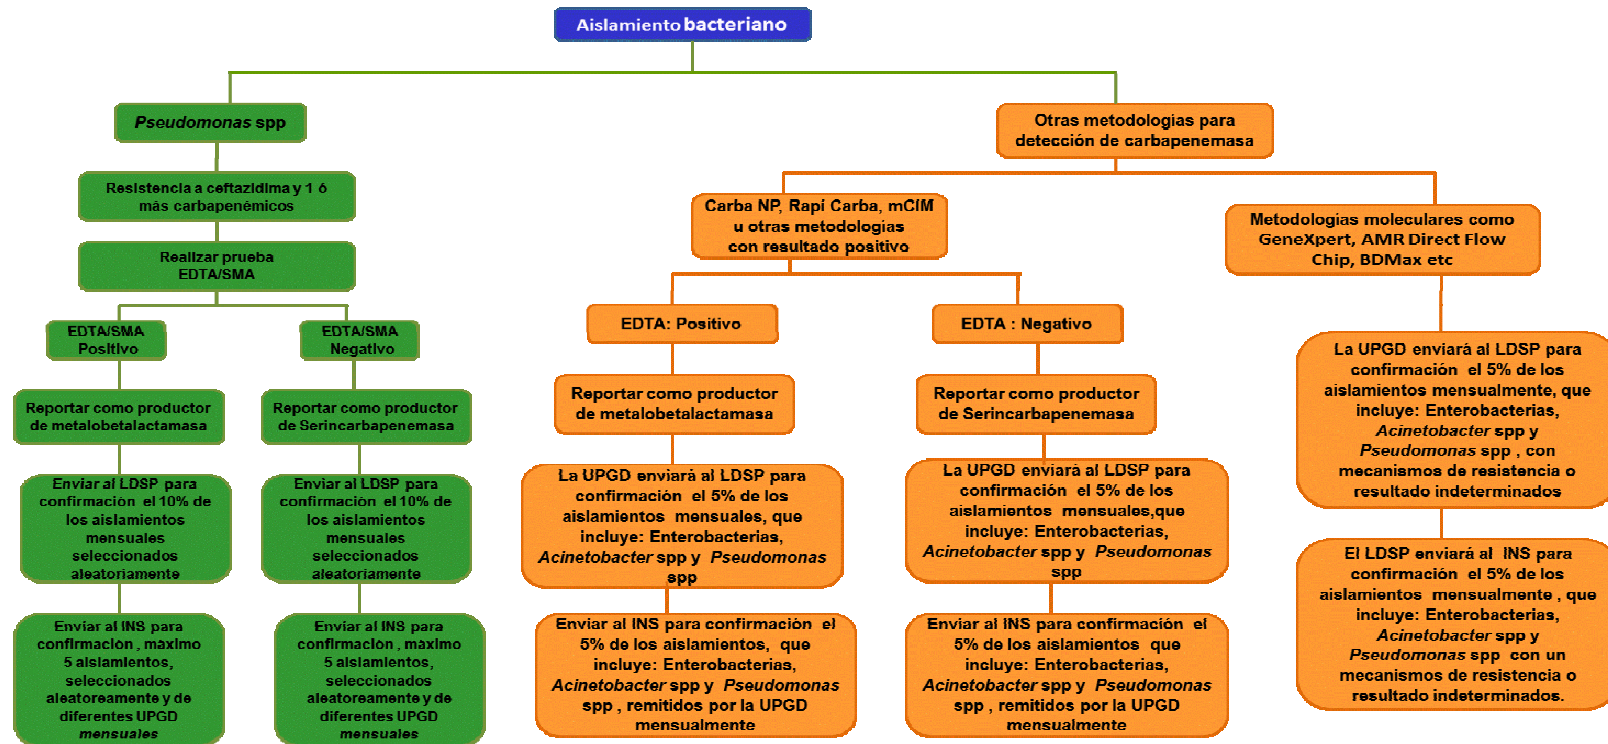 Aislamiento bacteriano
Pseudomonas spp
Resistencia a ceftazidima y 1 ó
más carbapenémicos
Realizar prueba
EDTA/SMA
EDTA/SMA
Positivo
Reportar como productor
de metalobetalactamasa
Enviar al LDSP para
confirmación el 10% de
los aislamientos
mensuales
seleccionados
aleatoriamente
Enviar al INS para
confirmación , máximo
5 aislamientos,
seleccionados
aleatoreamente y de
diferentes UPGD
mensuales
EDTA/SMA
Negativo
Reportar como productor
de Serincarbapenemasa
Enviar al LDSP para
confirmación el 10% de
los aislamientos
mensuales
seleccionados
aleatoriamente
Enviar al INS para
confirmación , máximo
5 aislamientos,
seleccionados
aleatoreamente y de
diferentes UPGD
mensuales
Otras metodologías para
detección de carbapenemasa
Carba NP, Rapi Carba, mCIM
u otras metodologías
con resultado positivo
EDTA: Positivo
Reportar como productor
de metalobetalactamasa
La UPGD enviará al LDSP para
confirmación el 5% de los
aislamientos mensuales, que
incluye: Enterobacterias,
Acinetobacter spp y Pseudomonas
spp
Enviar al INS para confirmación el
5% de los aislamientos, que
incluye: Enterobacterias,
Acinetobacter spp y Pseudomonas
spp , remitidos por la UPGD
mensualmente
EDTA : Negativo
Reportar como productor
de Serincarbapenemasa
La UPGD enviará al LDSP para
confirmación el 5% de los
aislamientos mensuales,que
incluye: Enterobacterias,
Acinetobacter spp y Pseudomonas
spp
Enviar al INS para confirmación el
5% de los aislamientos que
incluye: Enterobacterias,
Acinetobacter spp y Pseudomonas
spp , remitidos por la UPGD
mensualmente
Metodologías moleculares como
GeneXpert, AMR Direct Flow
Chip, BDMax etc
La UPGD enviará al LDSP para
confirmación el 5% de los
aislamientos mensualmente, que
incluye: Enterobacterias,
Acinetobacter spp y
Pseudomonas spp , con
mecanismos de resistencia o
resultado indeterminados
El LDSP enviará al INS para
confirmación el 5% de los
aislamientos mensualmente , que
incluye: Enterobacterias,
Acinetobacter spp y
Pseudomonas spp con un
mecanismos de resistencia o
resultado indeterminados.